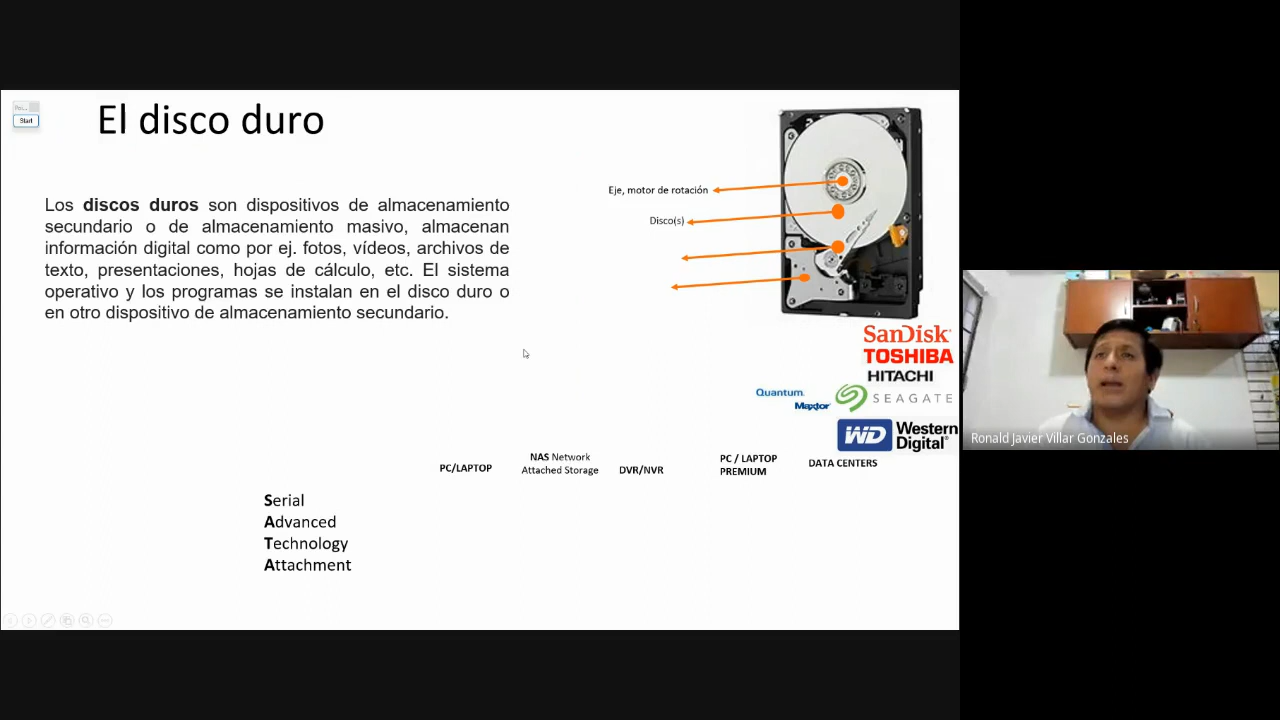 Start
El disco duro
Los discos duros son dispositivos de almacenamiento
secundario o de almacenamiento masivo, almacenan
información digital como por ej. fotos, vídeos, archivos de
texto, presentaciones, hojas de cálculo, etc. El sistema
operativo y los programas se instalan en el disco duro o
en otro dispositivo de almacenamiento secundario.
Eje, motor de rotación
Disco(s)
SanDisk
TOSHIBA
HITACHI
Quantum
Maxtor
SEAGATE
WD Western
Digital
PC/LAPTOP
NAS Network
Attached Storage
DVR/NVR
PC / LAPTOP
PREMIUM
DATA CENTERS
Serial
Advanced
Technology
Attachment
Ronald Javier Villar Gonzales